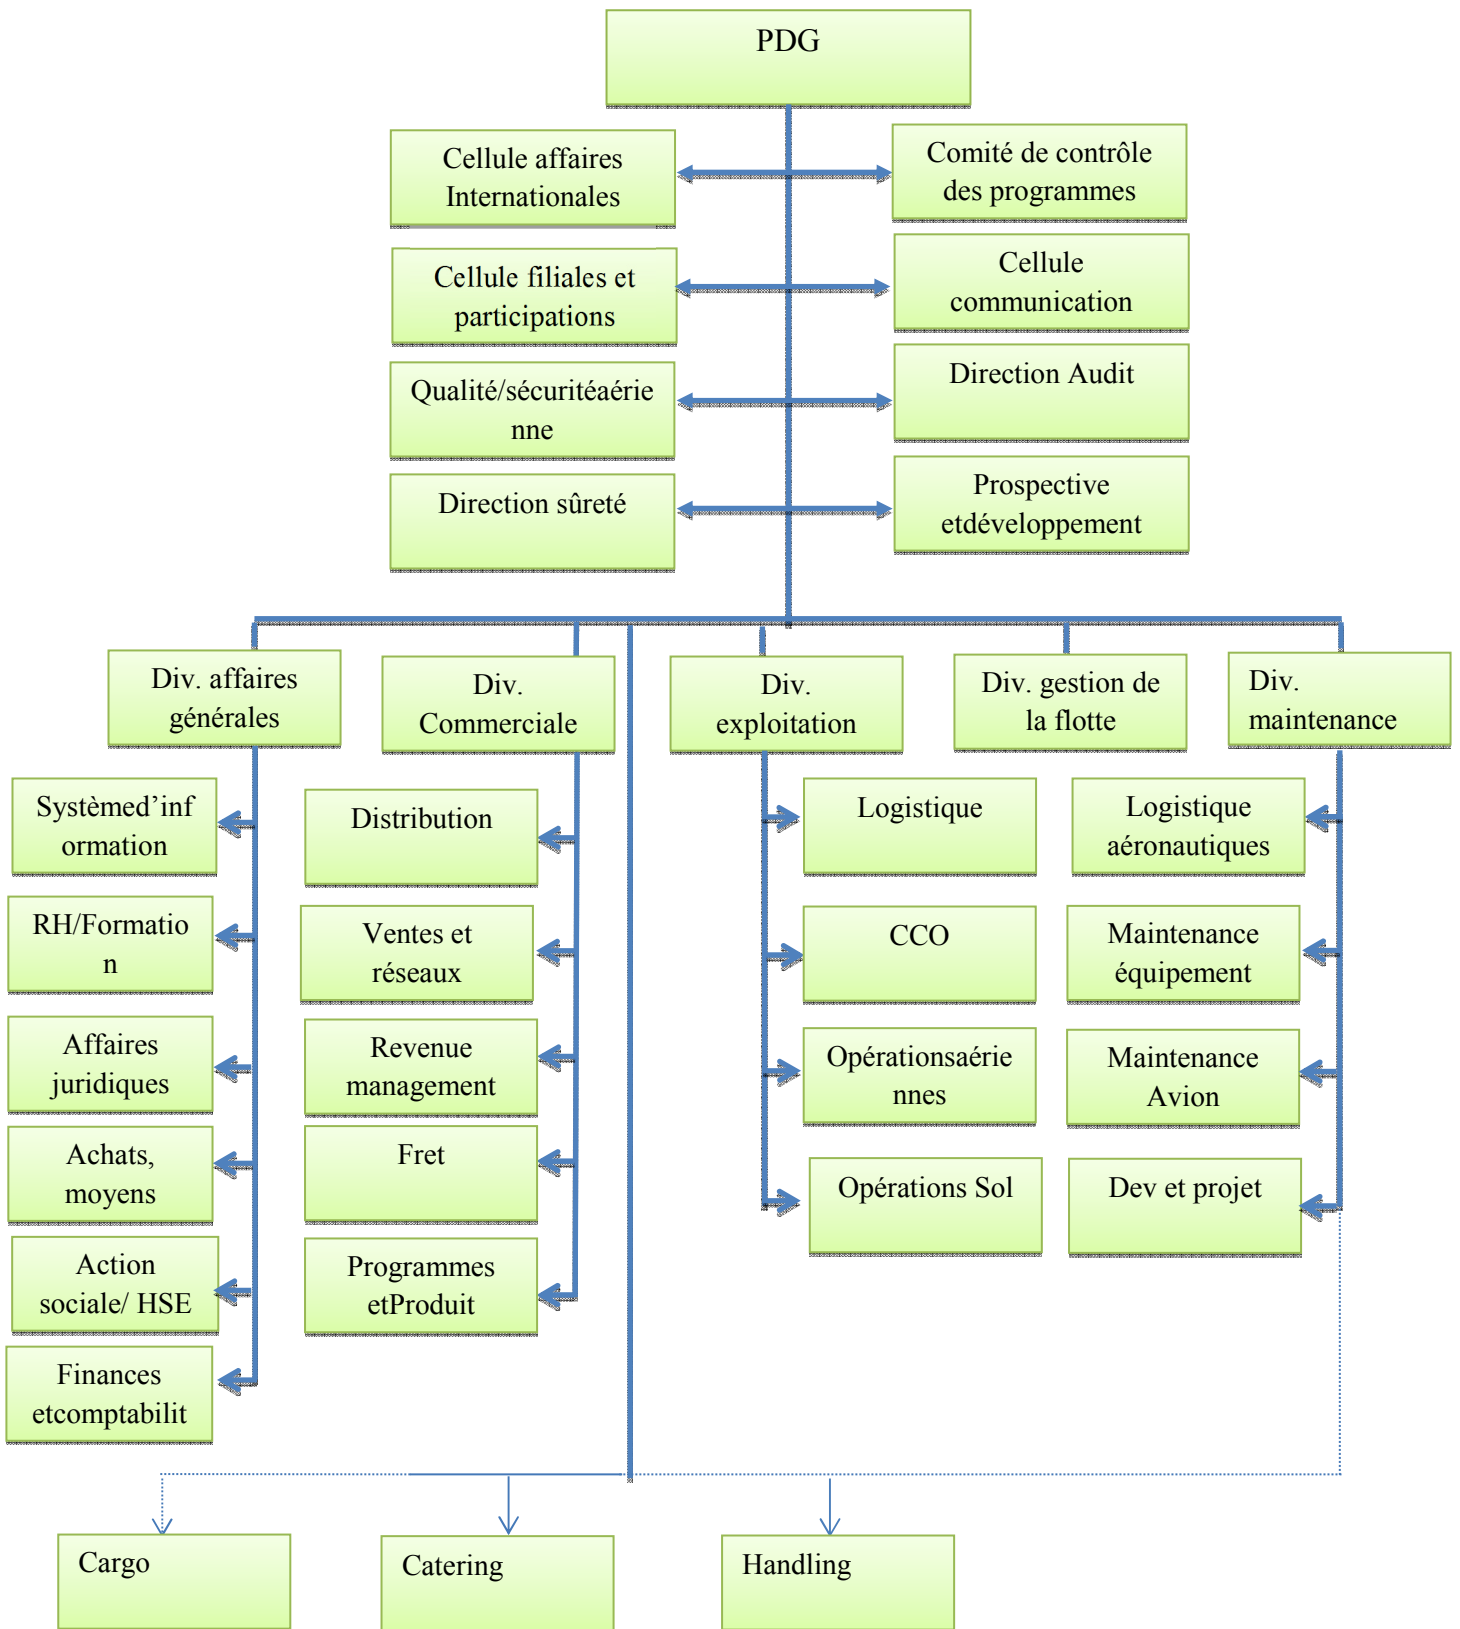 PDG
Cellule affaires
Internationales
Comité de contrôle
des programmes
Cellule filiales et
participations
Cellule
communication
Qualité/sécuritéaérie
nne
Direction Audit
Direction sûreté
Prospective
etdéveloppement
Div. affaires
générales
Div.
Commerciale
Div.
exploitation
Div. gestion de
la flotte
Div.
maintenance
Systèmed’inf
ormation
RH/Formatio
n
Affaires
juridiques
Achats,
moyens
Action
sociale/ HSE
Finances
etcomptabilit
Distribution
Ventes et
réseaux
Revenue
management
Fret
Programmes
etProduit
Logistique
CCO
Opérationsaérie
nnes
Opérations Sol
Logistique
aéronautiques
Maintenance
équipement
Maintenance
Avion
Dev et projet
Cargo
Catering
Handling